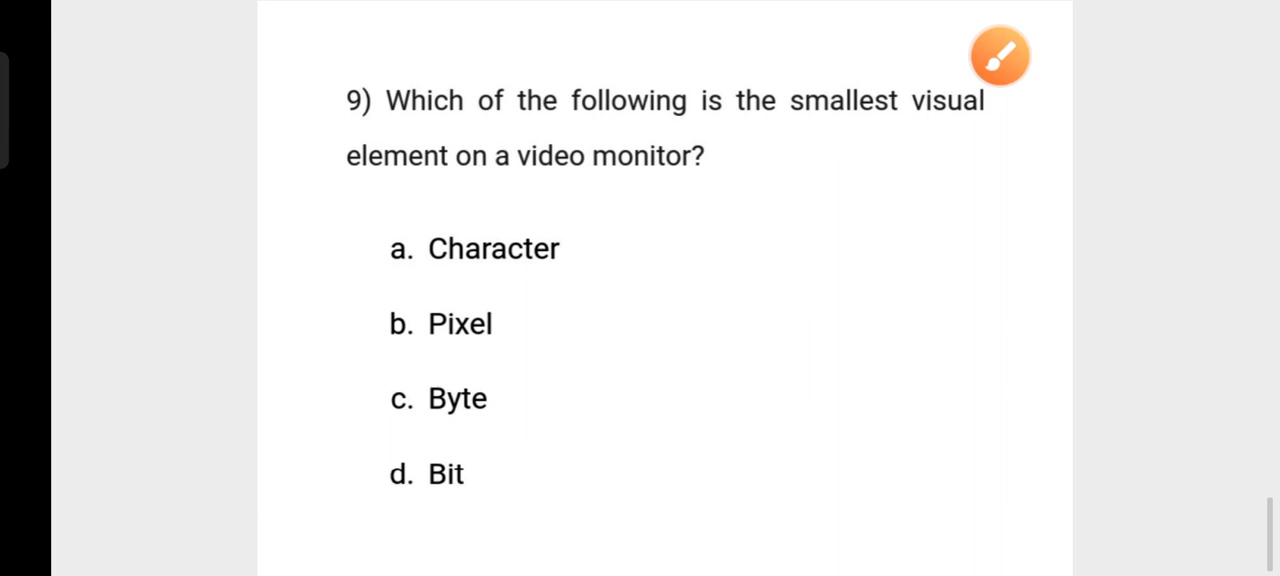 9) Which of the following is the smallest visual
element on a video monitor?
a. Character
b. Pixel
c. Byte
d. Bit